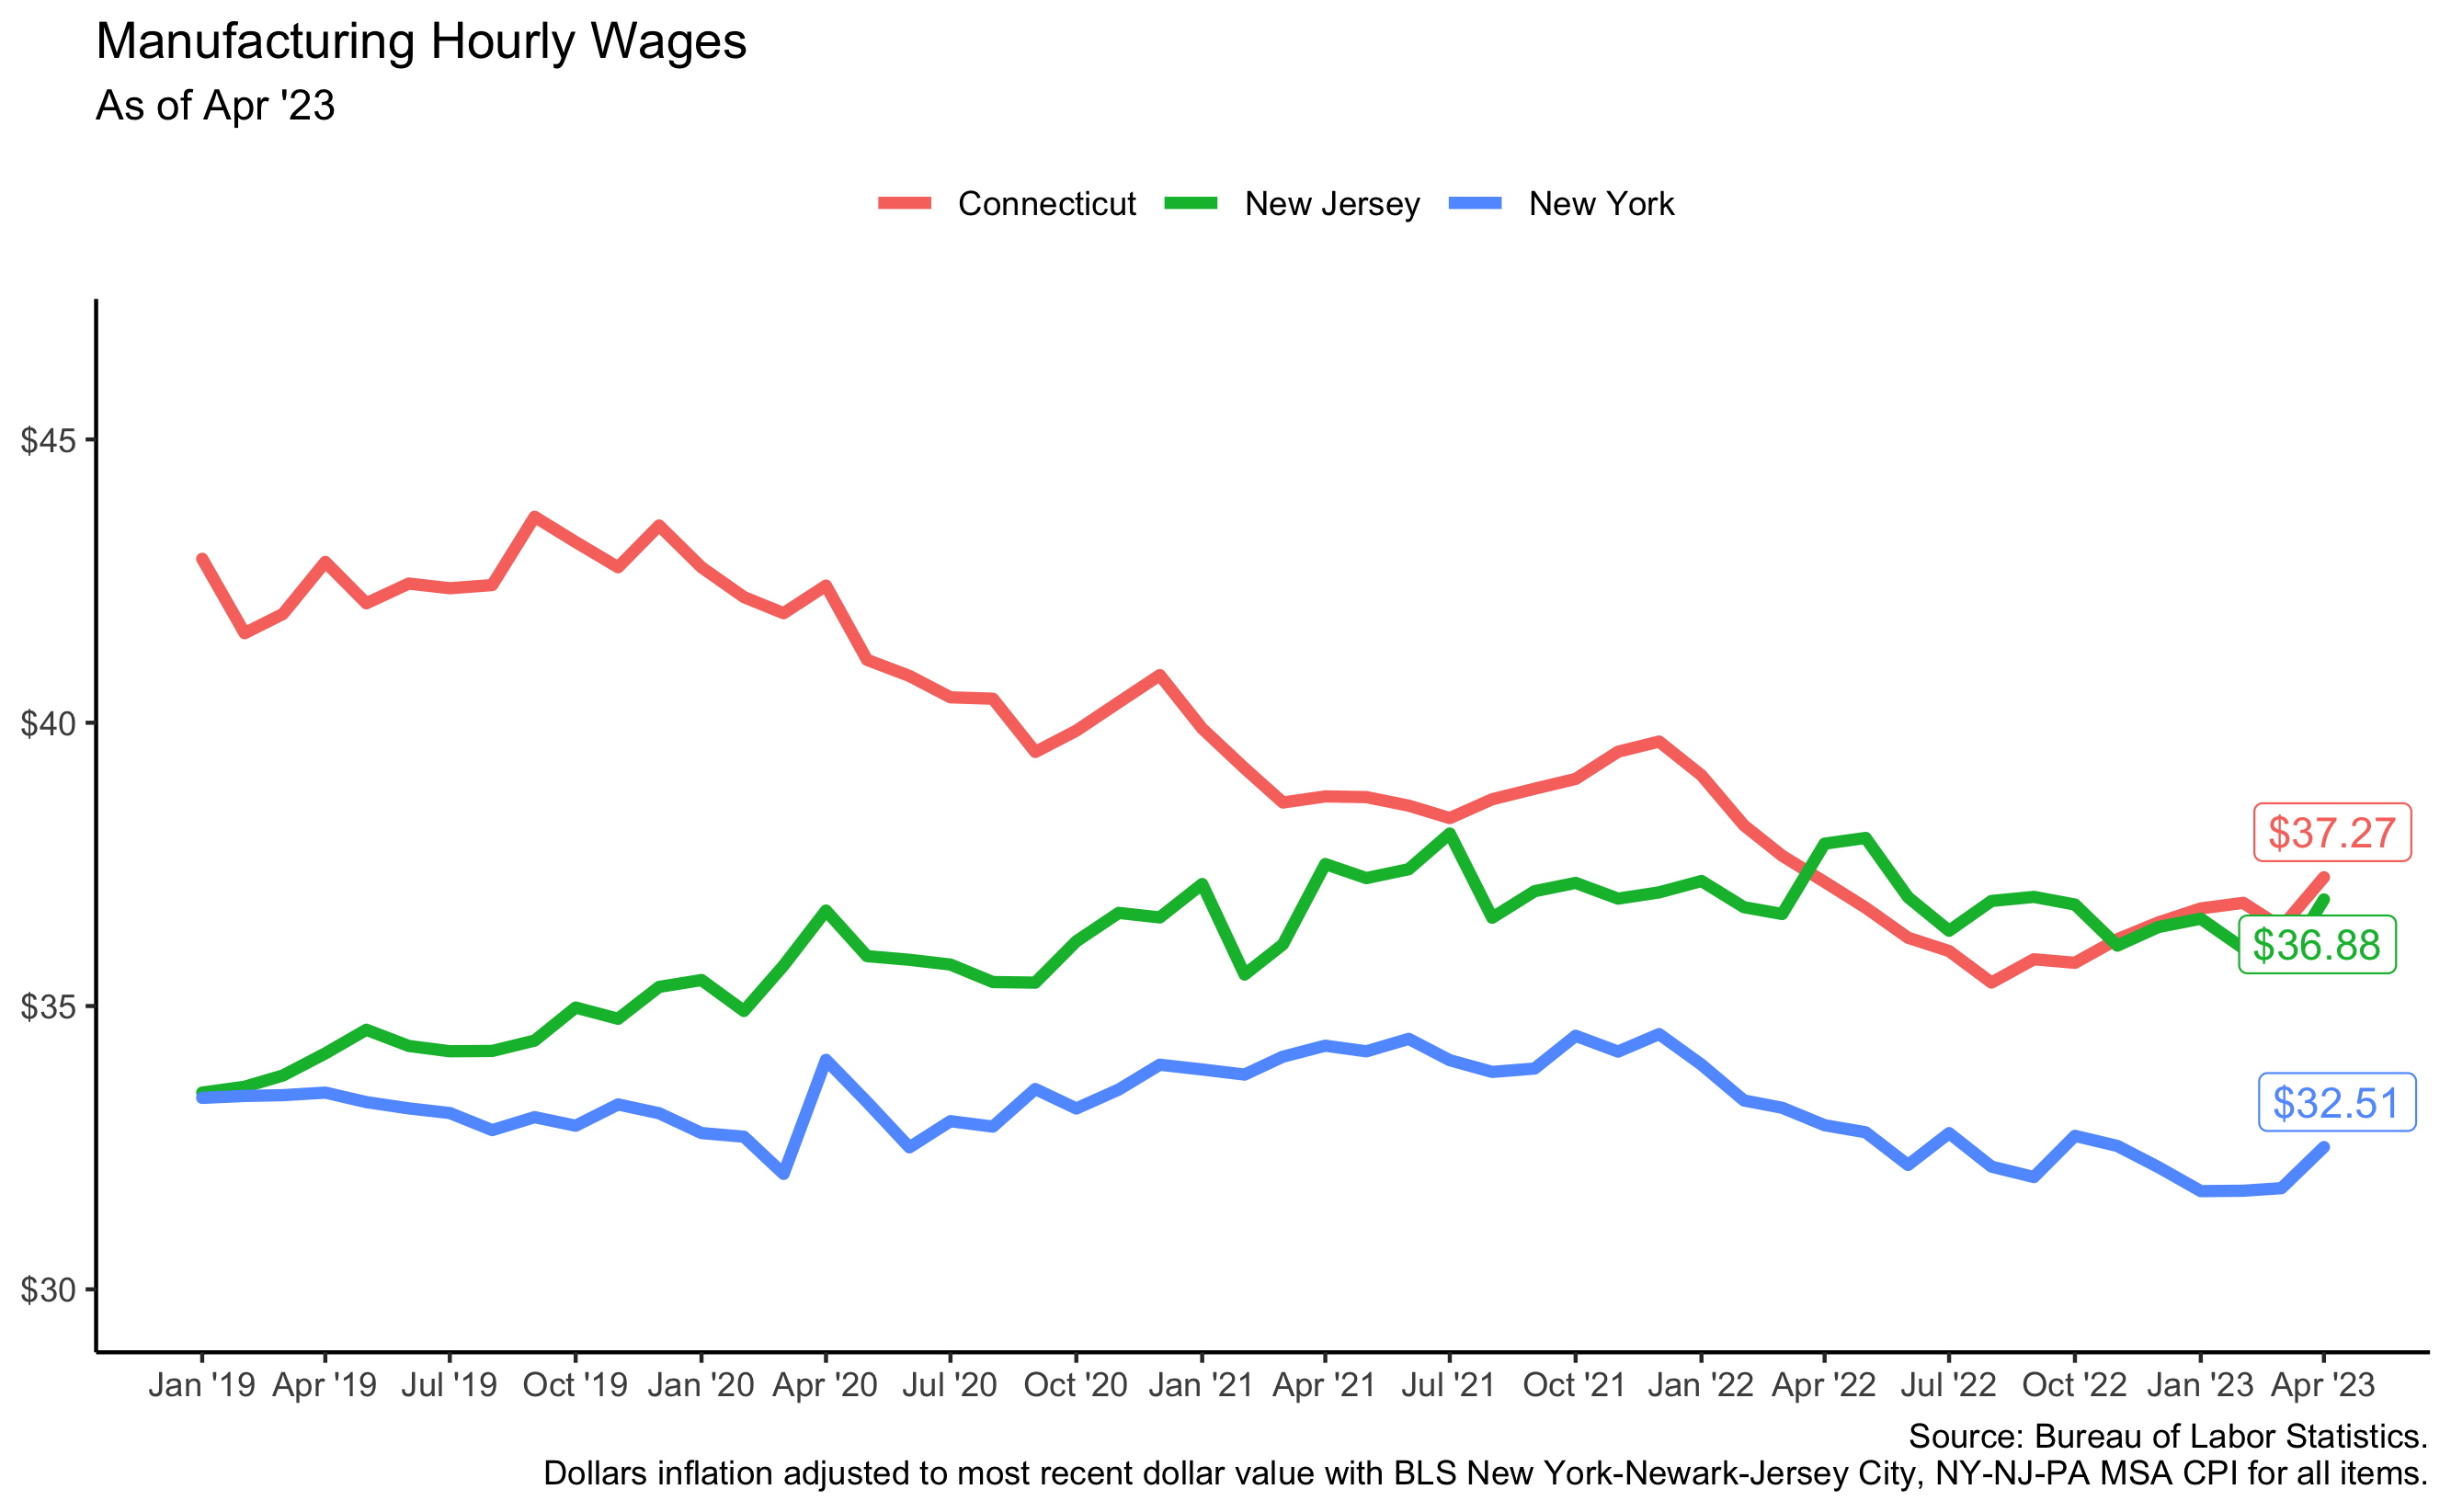 Manufacturing Hourly Wages
As of Apr '23
Connecticut New Jersey New York
$45
$40
$35
$30
$37.27
$36.88
$32.51
Jan '19 Apr '19 Jul '19 Oct '19 Jan '20 Apr '20 Jul '20 Oct '20 Jan '21 Apr '21 Jul '21 Oct '21 Jan '22 Apr '22 Jul '22 Oct '22 Jan '23 Apr '23
Source: Bureau of Labor Statistics.
Dollars inflation adjusted to most recent dollar value with BLS New York-Newark-Jersey City, NY-NJ-PA MSA CPI for all items.